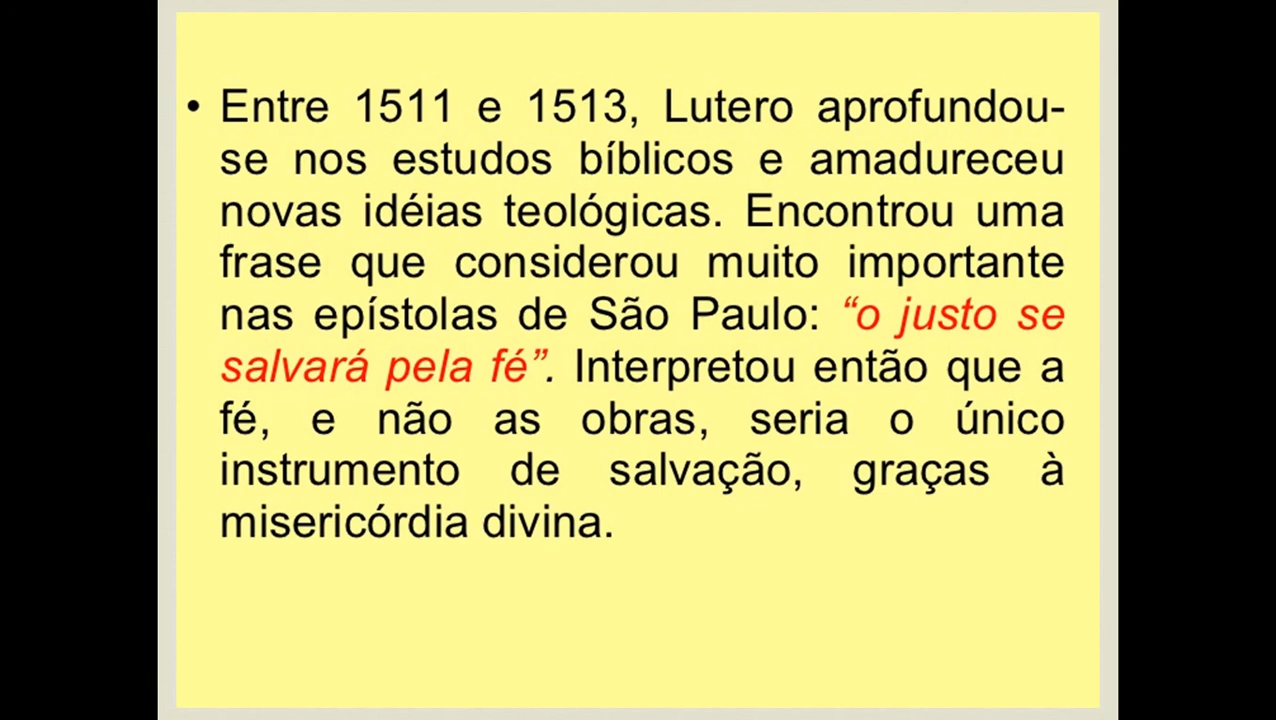 • Entre 1511 e 1513, Lutero aprofundou-
se nos estudos bíblicos e amadureceu
novas idéias teológicas. Encontrou uma
frase que considerou muito importante
nas epístolas de São Paulo: “o justo se
salvará pela fé”. Interpretou então que a
fé, e não as obras, seria o único
instrumento de salvação, graças à
misericórdia divina.